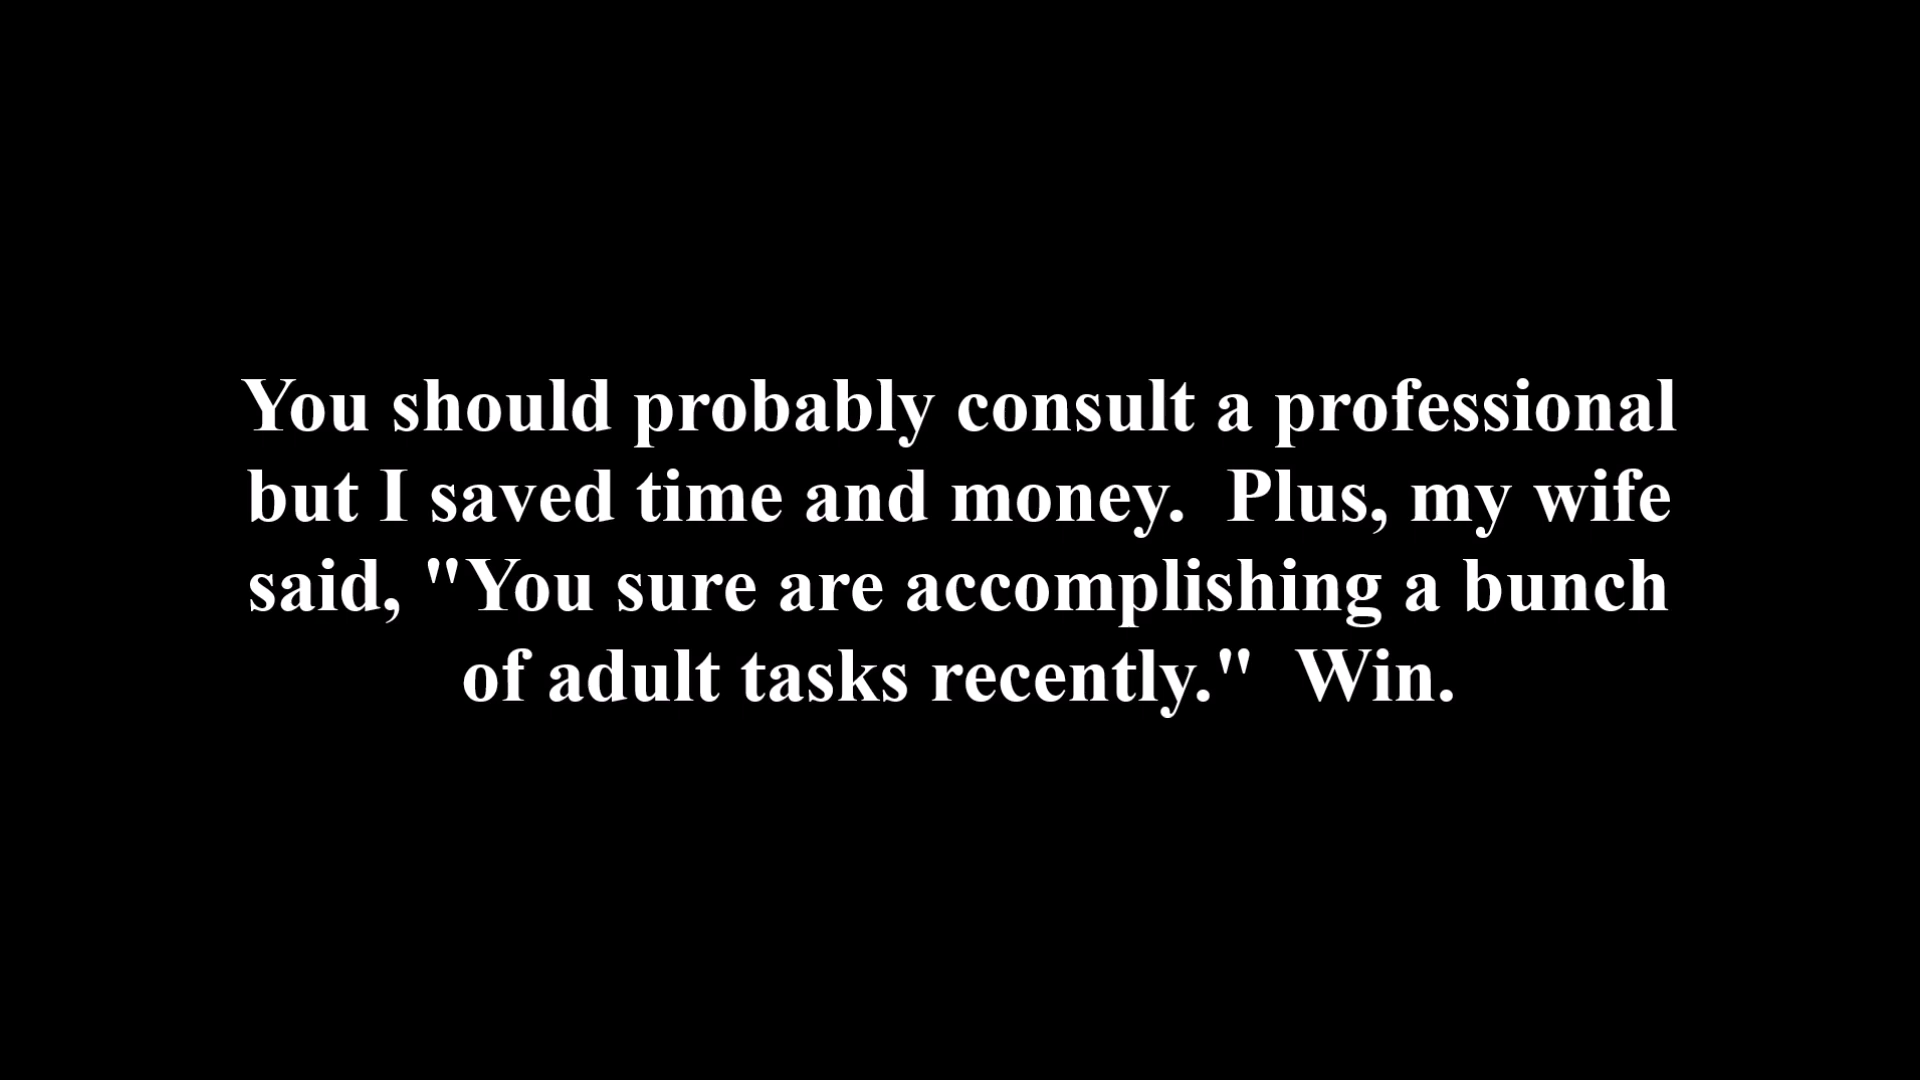 You should probably consult a professional
but I saved time and money.  Plus, my wife
said, "You sure are accomplishing a bunch
of adult tasks recently."  Win.